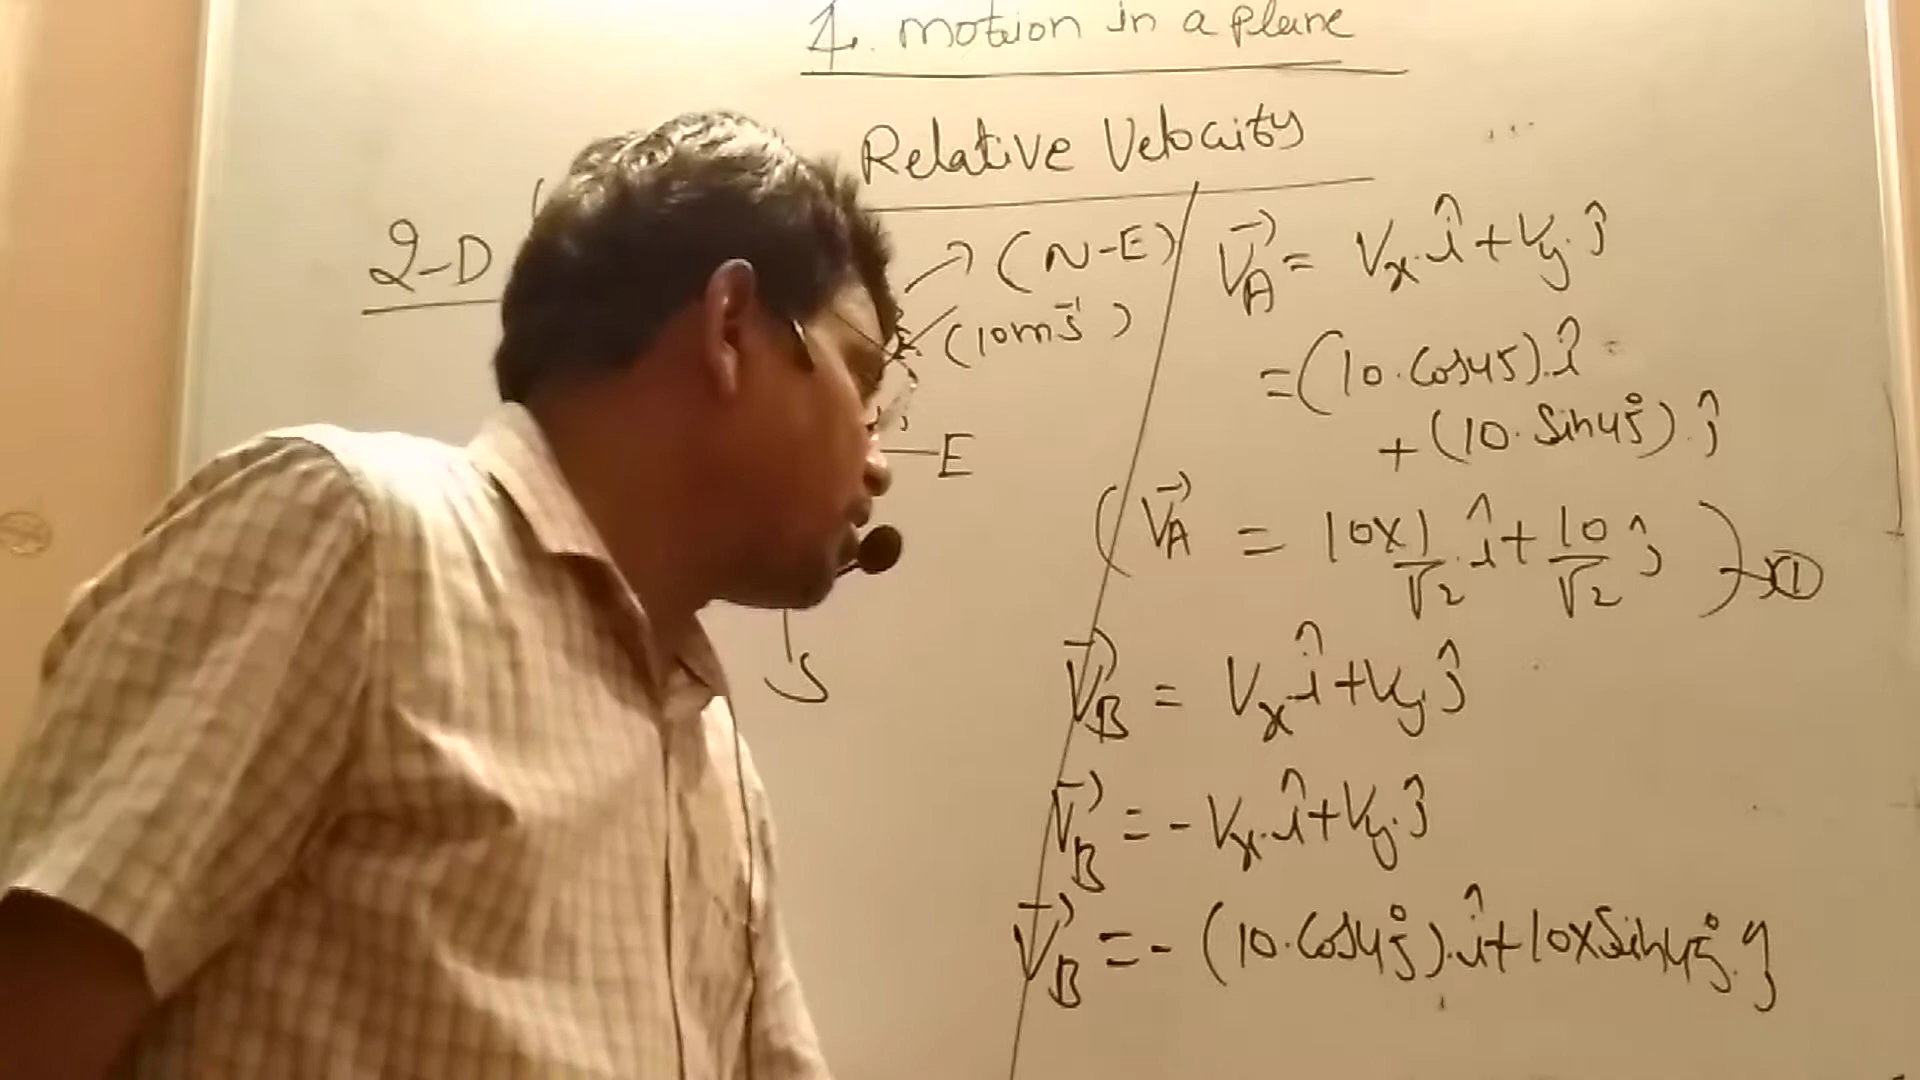 4. motion in a plane
Relative Velocity
2-D
(N-E)
(10ms⁻¹)
E
S
V⃗A = Vx.î + Vy.ĵ
= (10.Cos45).î
+ (10.Sin45°).ĵ
(V⃗A = 10×1/√2.î + 10/√2 ĵ) → ①
V⃗B = Vx î + Vy ĵ
V⃗B = - Vx.î + Vy.ĵ
V⃗B = - (10.Cos45°).î + 10×Sin45°.ĵ